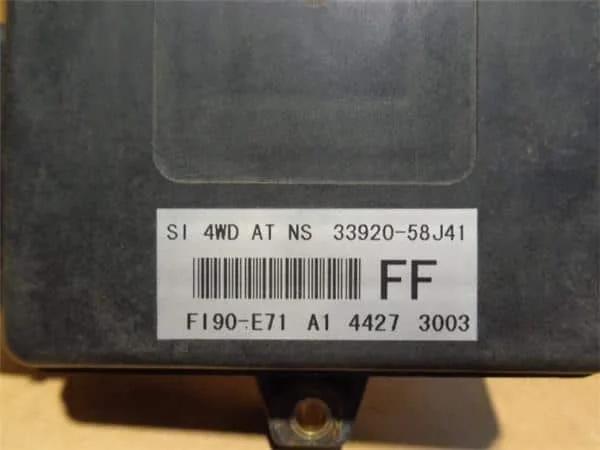 SI 4WD AT NS 33920-58J41
FF
FI90-E71 A1 4427 3003